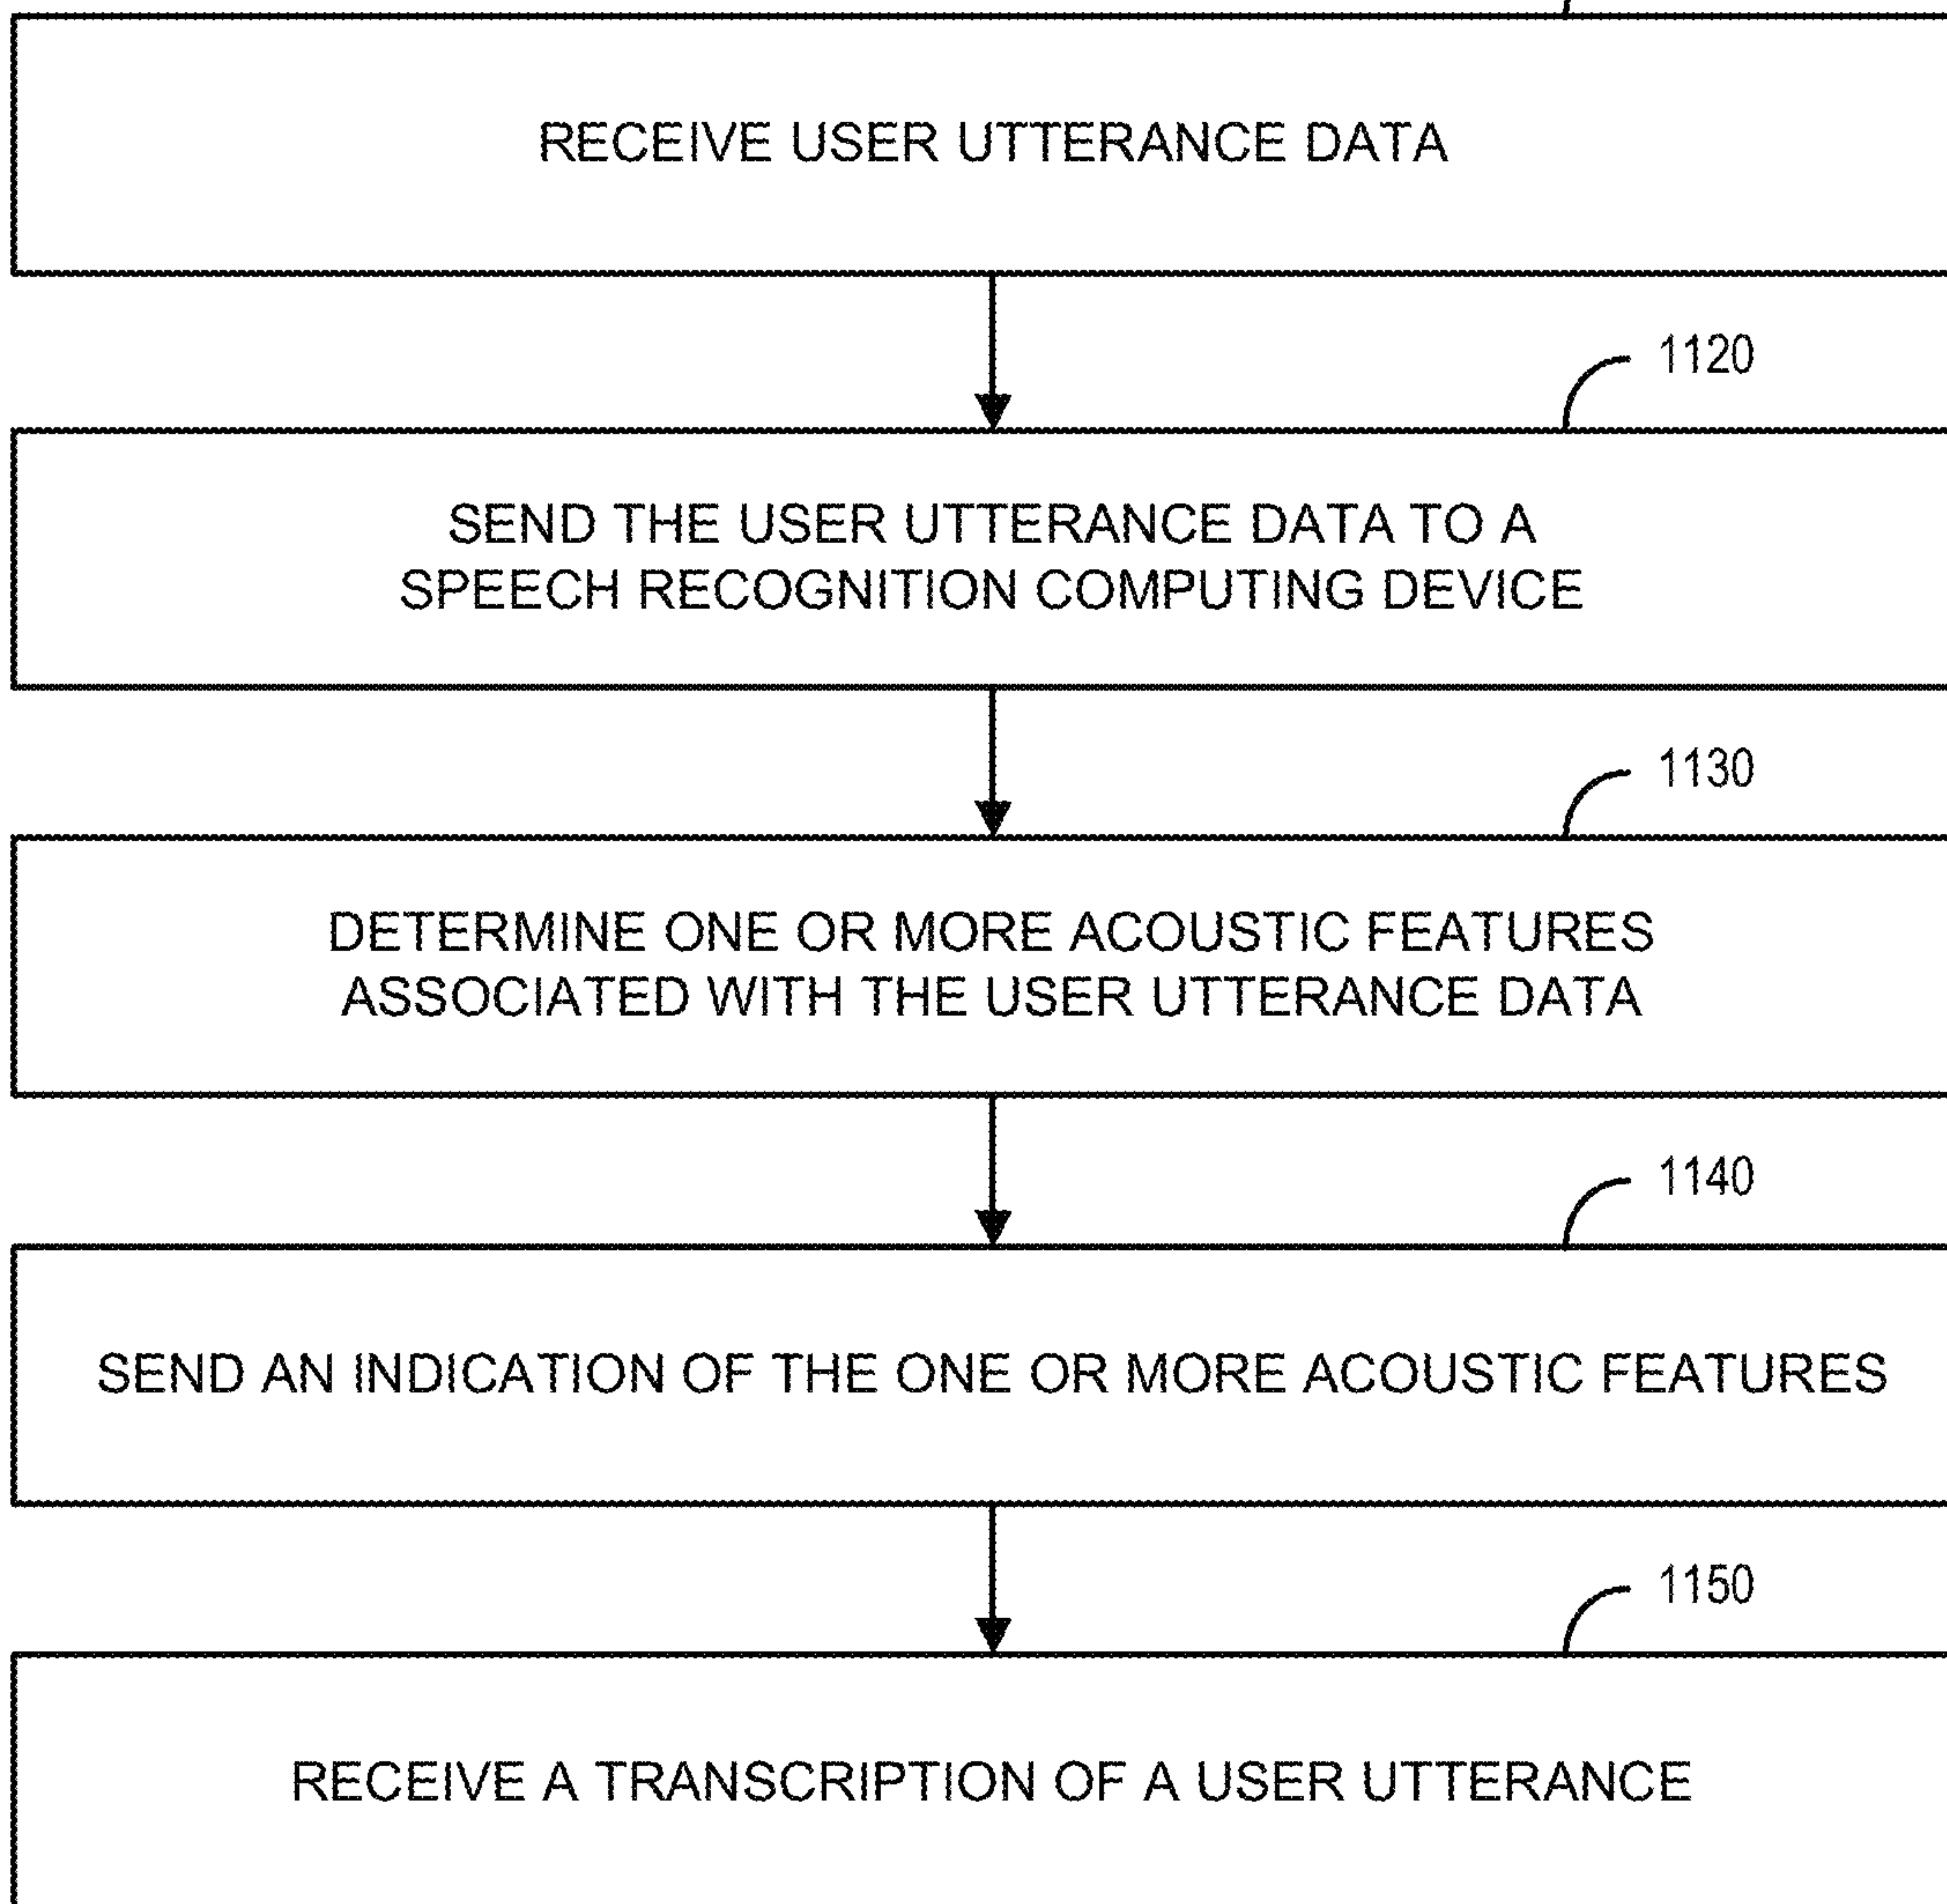 RECEIVE USER UTTERANCE DATA
1120
SEND THE USER UTTERANCE DATA TO A
SPEECH RECOGNITION COMPUTING DEVICE
1130
DETERMINE ONE OR MORE ACOUSTIC FEATURES
ASSOCIATED WITH THE USER UTTERANCE DATA
1140
SEND AN INDICATION OF THE ONE OR MORE ACOUSTIC FEATURES
1150
RECEIVE A TRANSCRIPTION OF A USER UTTERANCE